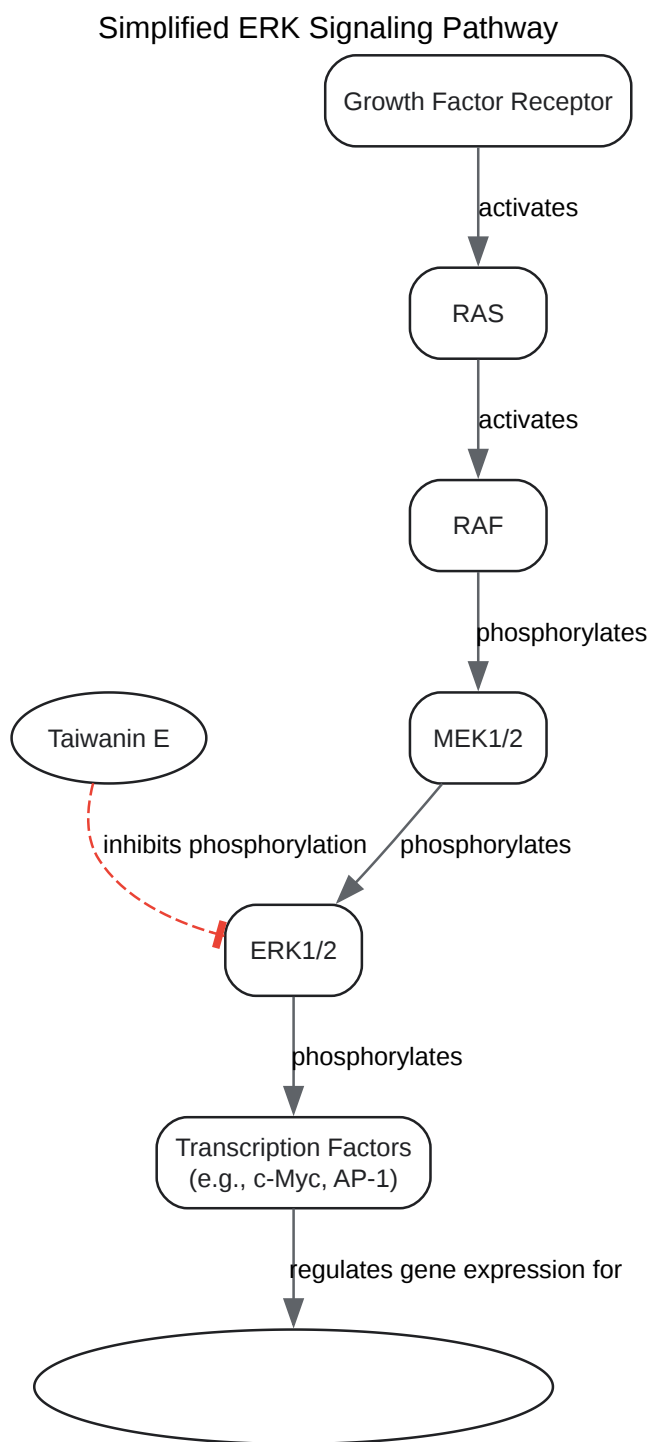 Simplified ERK Signaling Pathway
Growth Factor Receptor
activates
RAS
activates
RAF
phosphorylates
Taiwanin E
MEK1/2
inhibits phosphorylation
phosphorylates
ERK1/2
phosphorylates
Transcription Factors
(e.g., c-Myc, AP-1)
regulates gene expression for